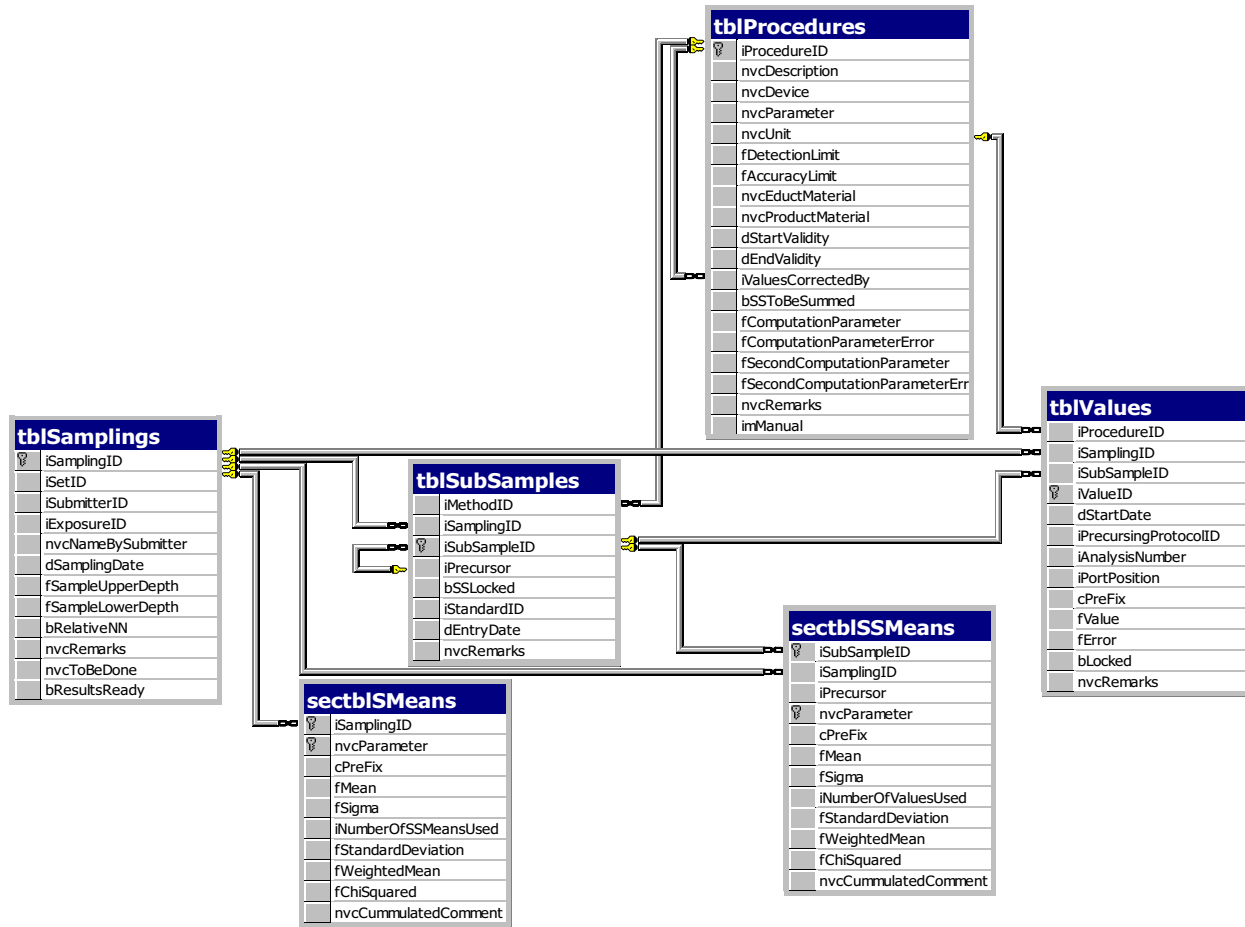 tblProcedures
iProcedureID
nvcDescription
nvcDevice
nvcParameter
nvcUnit
fDetectionLimit
fAccuracyLimit
nvcEductMaterial
nvcProductMaterial
dStartValidity
dEndValidity
iValuesCorrectedBy
bSSToBeSummed
fComputationParameter
fComputationParameterError
fSecondComputationParameter
fSecondComputationParameterErr
nvcRemarks
imManual
tblSamplings
iSamplingID
iSetID
iSubmitterID
iExposureID
nvcNameBySubmitter
dSamplingDate
fSampleUpperDepth
fSampleLowerDepth
bRelativeNN
nvcRemarks
nvcToBeDone
bResultsReady
tblSubSamples
iMethodID
iSamplingID
iSubSampleID
iPrecursor
bSSLocked
iStandardID
dEntryDate
nvcRemarks
tblValues
iProcedureID
iSamplingID
iSubSampleID
iValueID
dStartDate
iPrecursingProtocolID
iAnalysisNumber
iPortPosition
cPreFix
fValue
fError
bLocked
nvcRemarks
sectblSMeans
iSamplingID
nvcParameter
cPreFix
fMean
fSigma
iNumberOfSSMeansUsed
fStandardDeviation
fWeightedMean
fChiSquared
nvcCummulatedComment
sectblSSMeans
iSubSampleID
iSamplingID
iPrecursor
nvcParameter
cPreFix
fMean
fSigma
iNumberOfValuesUsed
fStandardDeviation
fWeightedMean
fChiSquared
nvcCummulatedComment